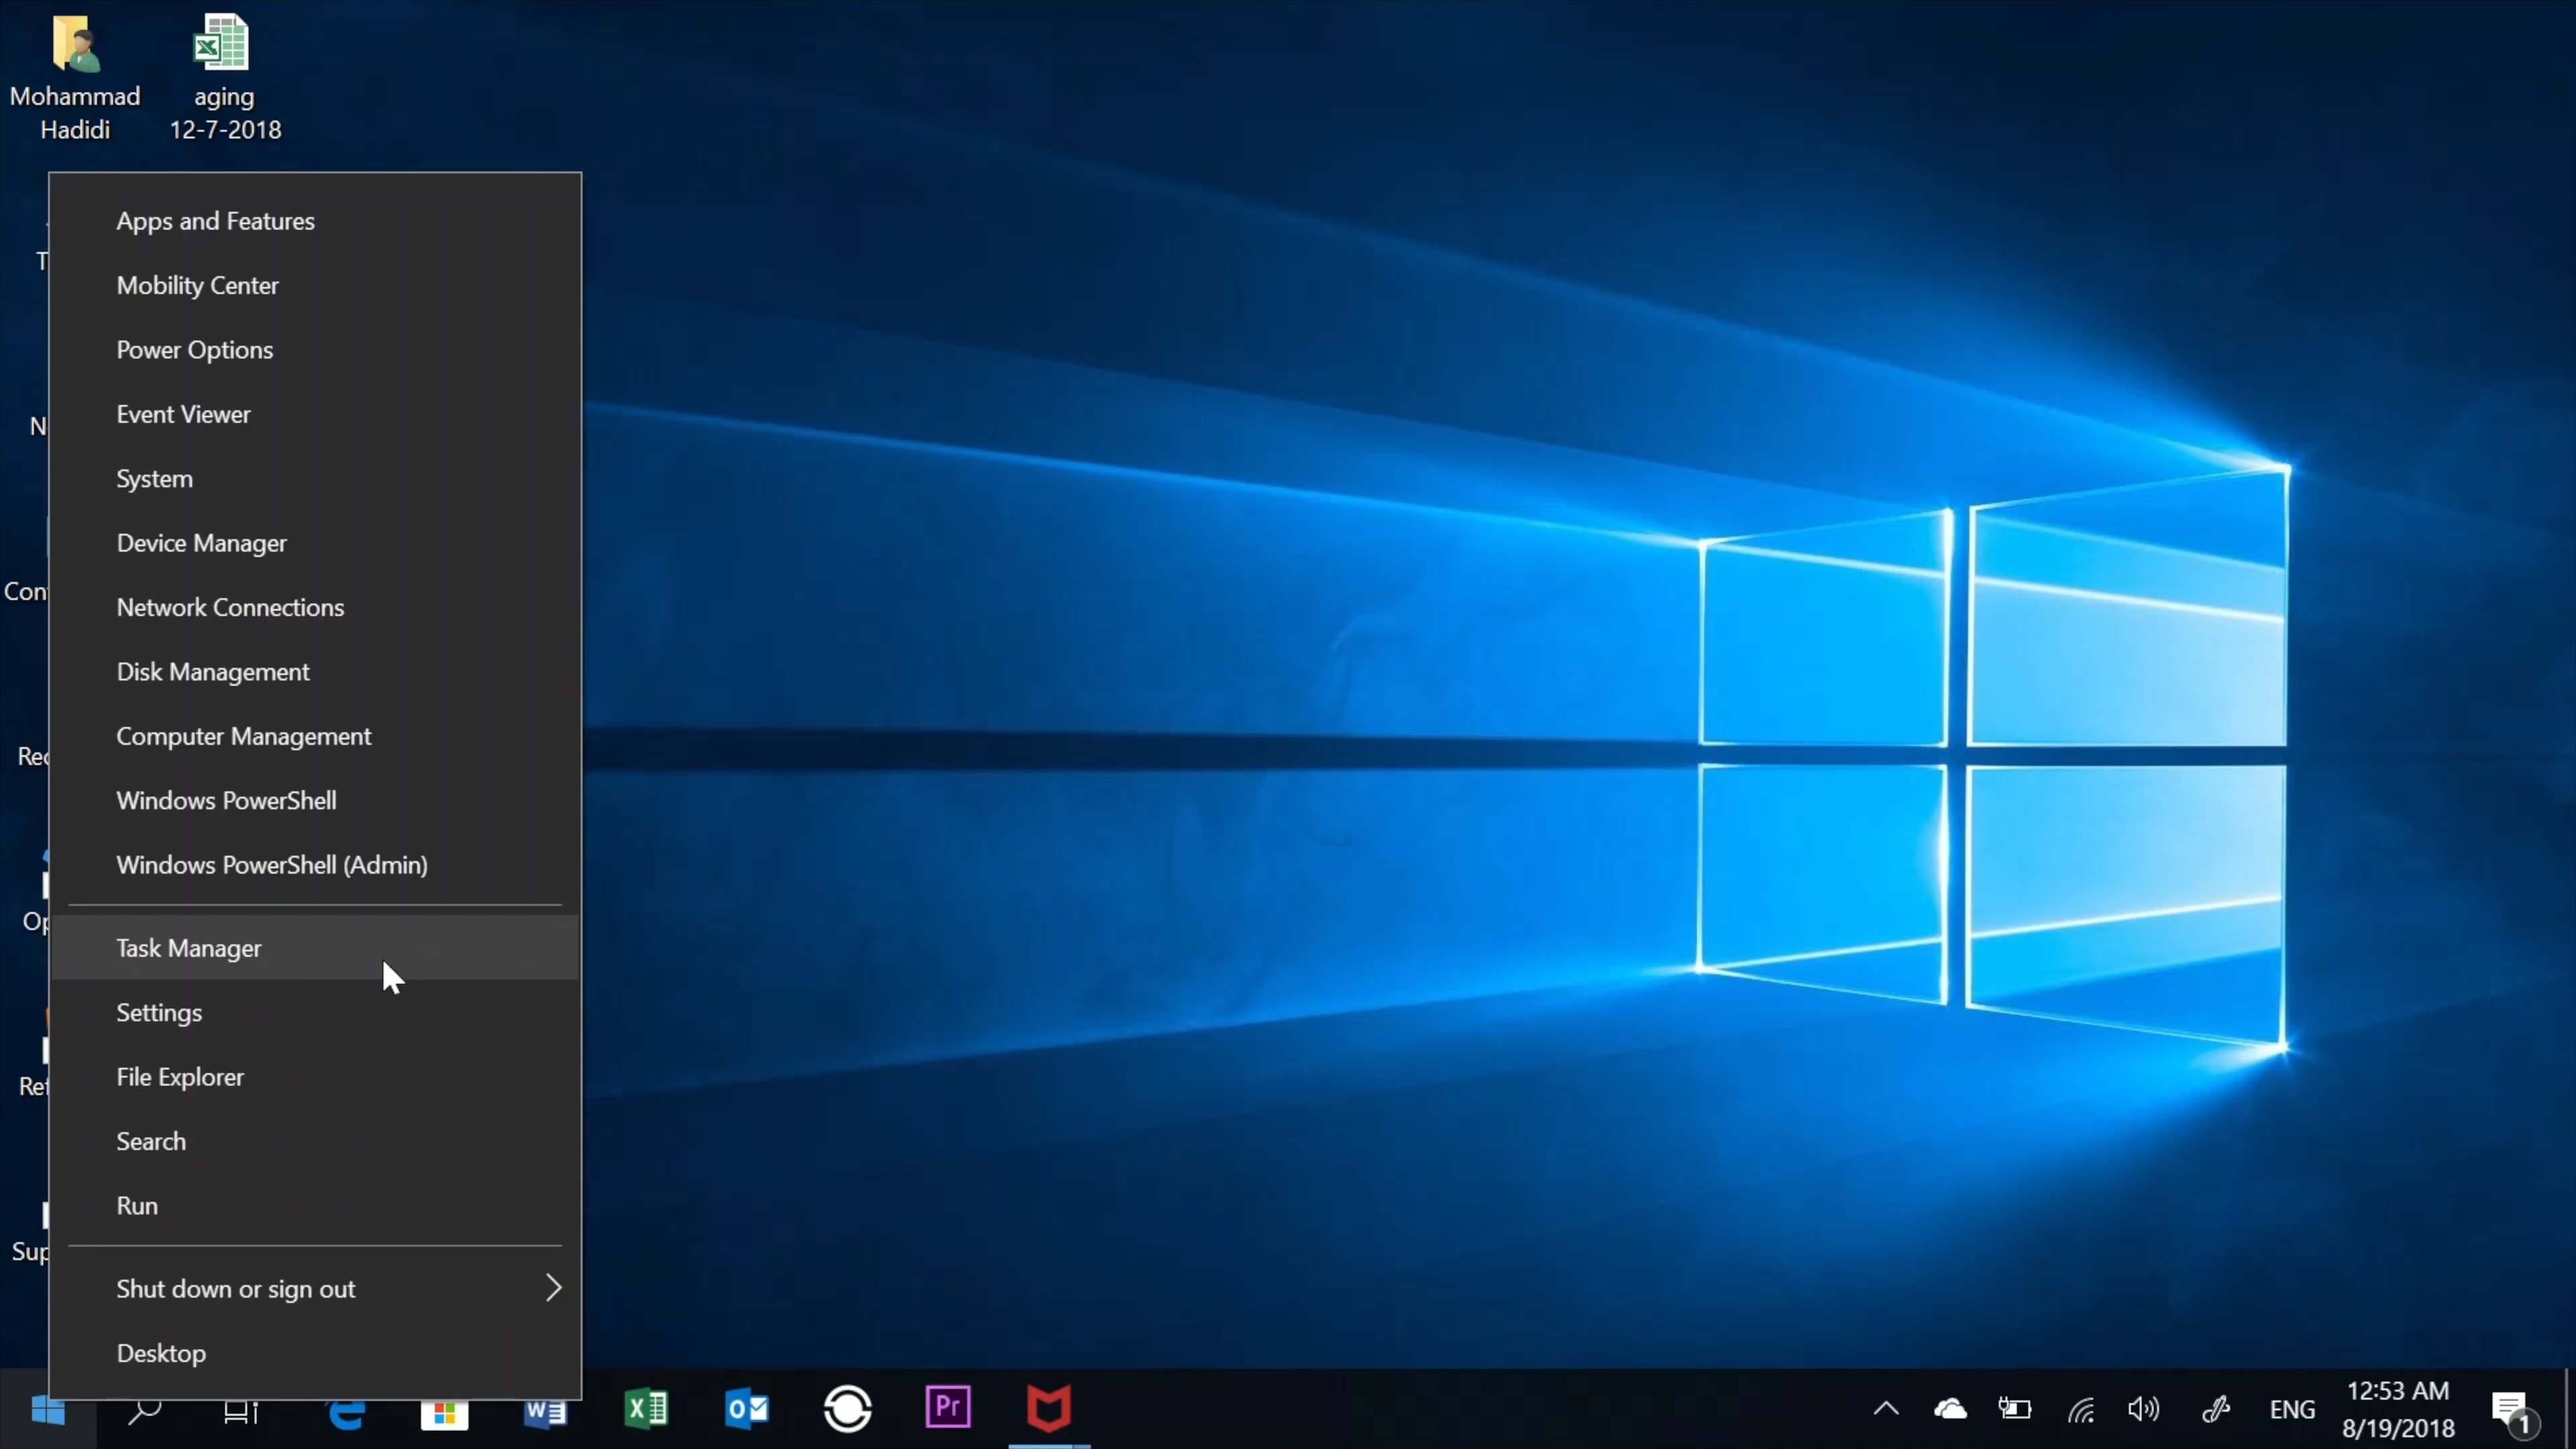 Mohammad
Hadidi
aging
12-7-2018
Apps and Features
Mobility Center
Power Options
Event Viewer
System
Device Manager
Network Connections
Disk Management
Computer Management
Windows PowerShell
Windows PowerShell (Admin)
Task Manager
Settings
File Explorer
Search
Run
Shut down or sign out
Desktop
Pr
ENG
12:53 AM
8/19/2018
1